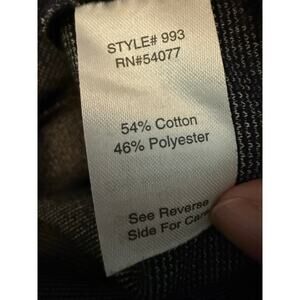 STYLE# 993
RN#54077
54% Cotton
46% Polyester
See Reverse
Side For Care